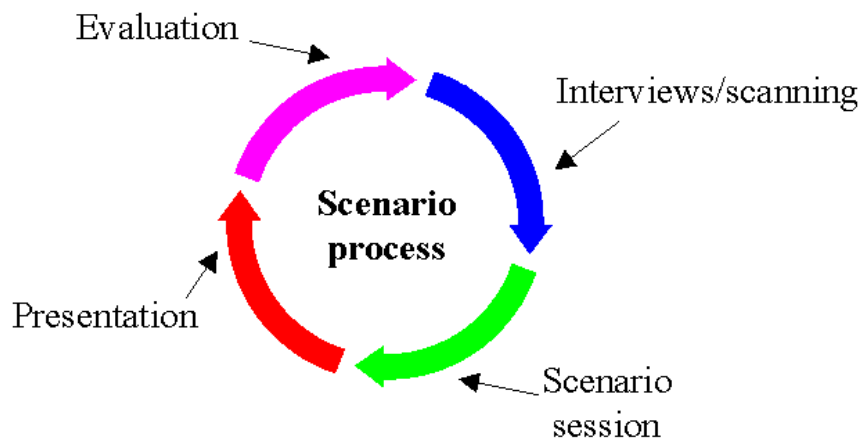 Evaluation
Interviews/scanning
Scenario
process
Presentation
Scenario
session